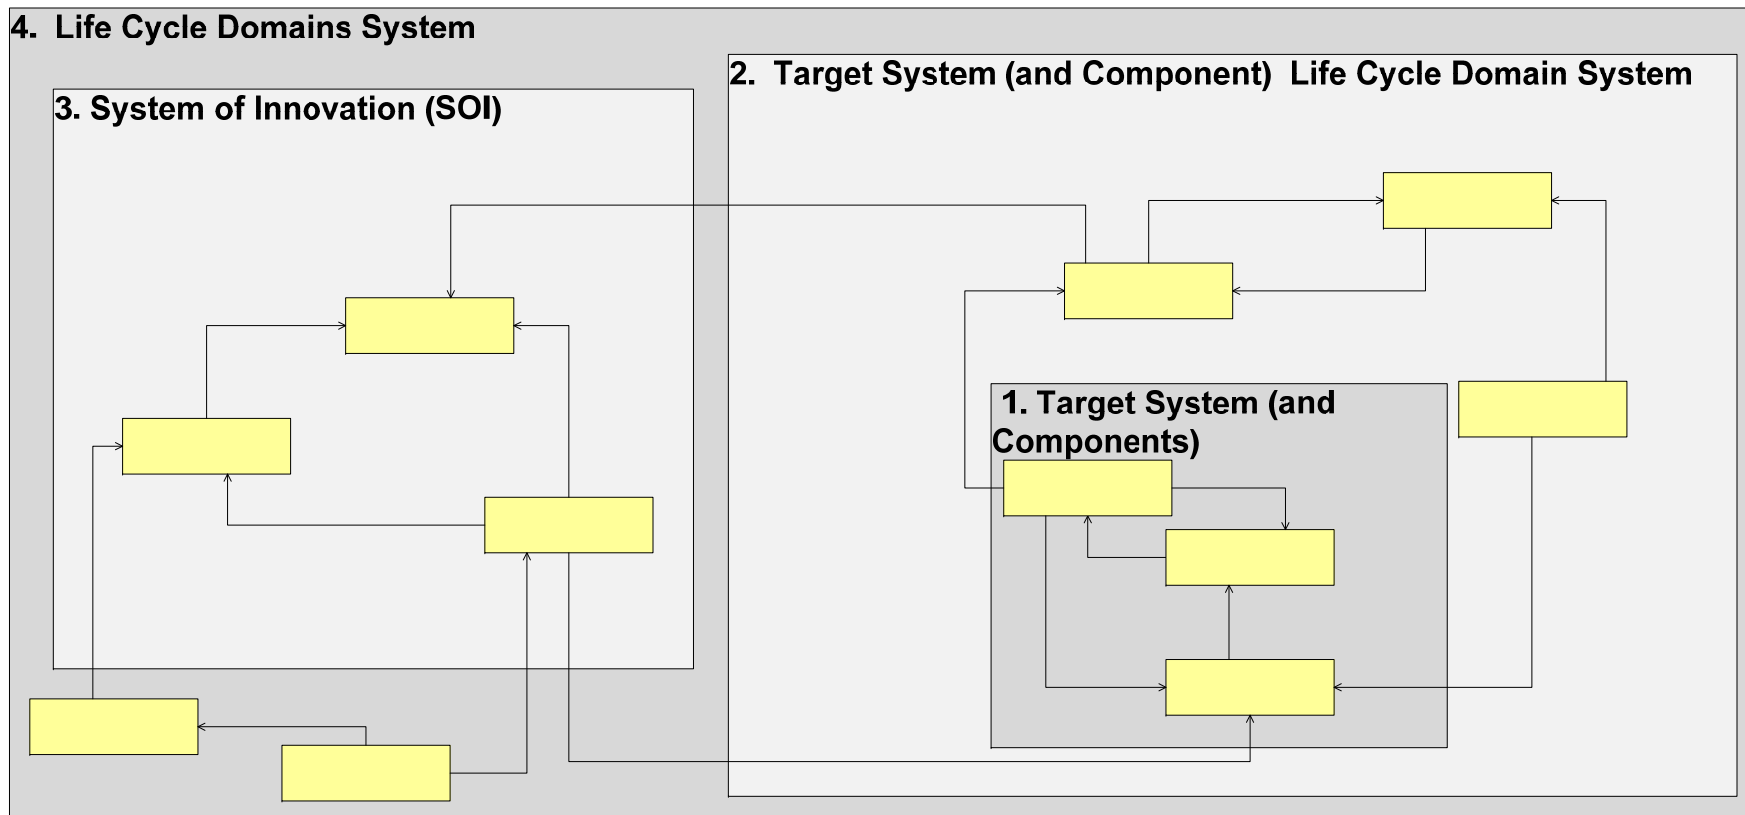 4. Life Cycle Domains System
2. Target System (and Component) Life Cycle Domain System
3. System of Innovation (SOI)
1. Target System (and
Components)